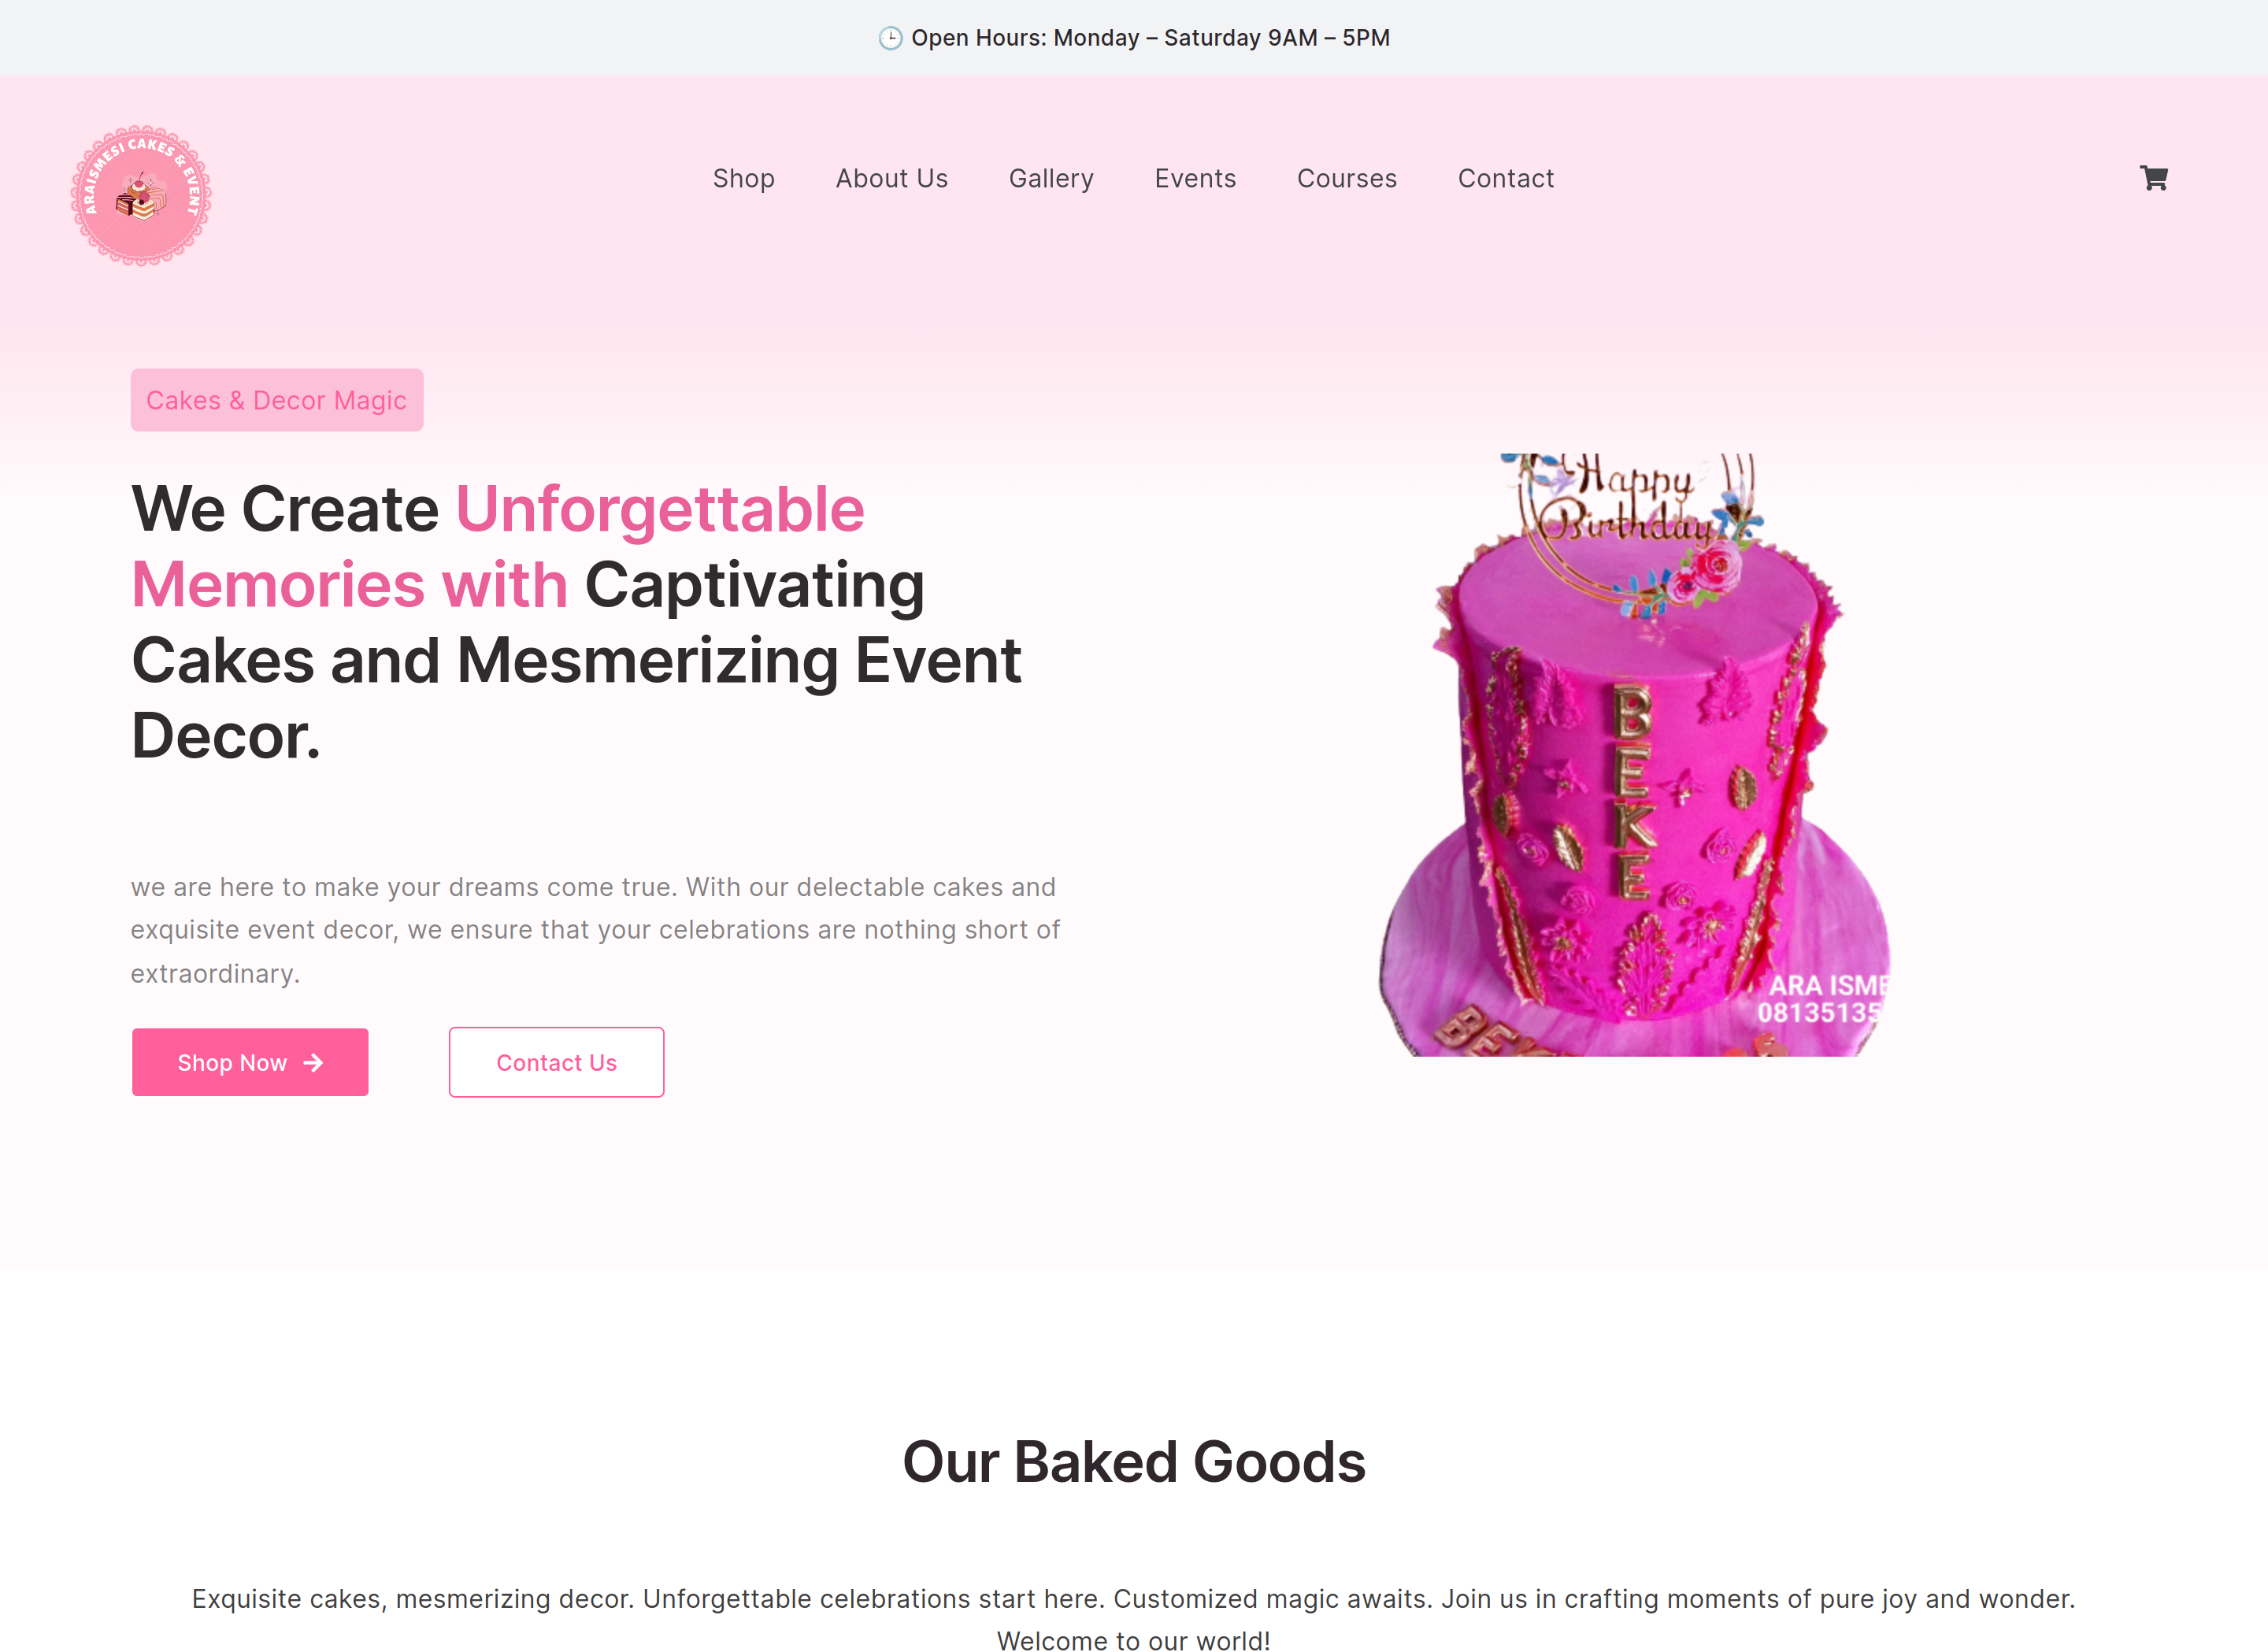 🕒 Open Hours: Monday – Saturday 9AM – 5PM
ARAISMESI CAKES & EVENT
Shop
About Us
Gallery
Events
Courses
Contact
Cakes & Decor Magic
We Create Unforgettable
Memories with Captivating
Cakes and Mesmerizing Event
Decor.
we are here to make your dreams come true. With our delectable cakes and
exquisite event decor, we ensure that your celebrations are nothing short of
extraordinary.
Shop Now
Contact Us
Happy
Birthday
BEKE
ARA ISME
08135135
Our Baked Goods
Exquisite cakes, mesmerizing decor. Unforgettable celebrations start here. Customized magic awaits. Join us in crafting moments of pure joy and wonder.
Welcome to our world!